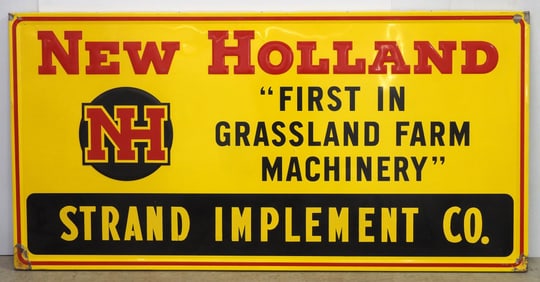 NEW HOLLAND
NH
"FIRST IN
GRASSLAND FARM
MACHINERY"
STRAND IMPLEMENT CO.